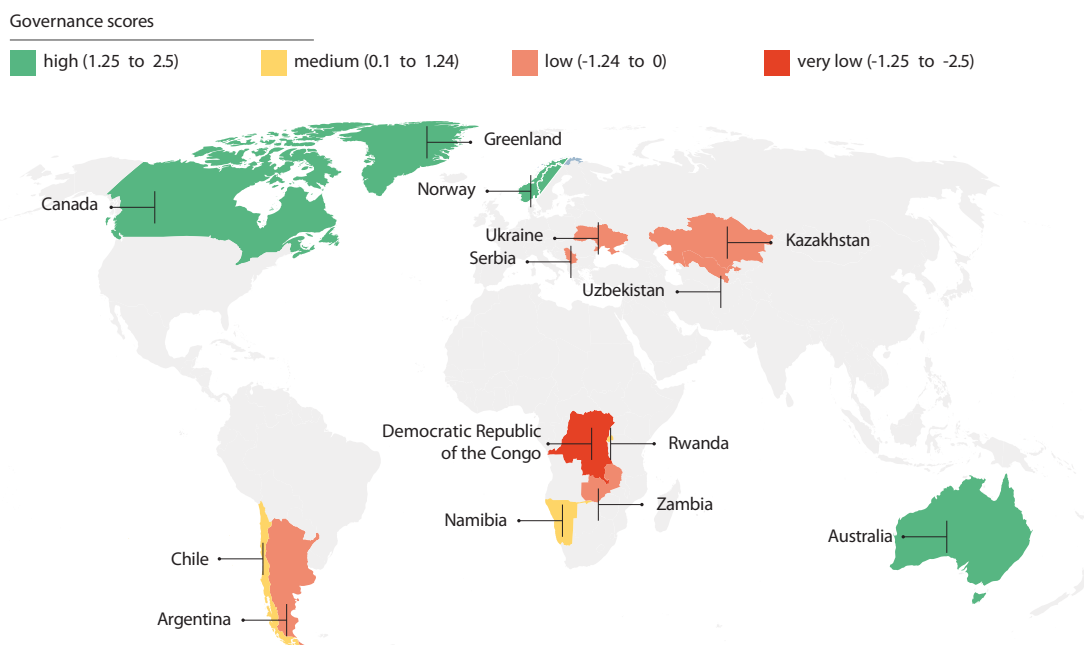 Governance scores
high (1.25 to 2.5)
medium (0.1 to 1.24)
low (-1.24 to 0)
very low (-1.25 to -2.5)
Greenland
Norway
Canada
Ukraine
Kazakhstan
Serbia
Uzbekistan
Democratic Republic
of the Congo
Rwanda
Zambia
Namibia
Australia
Chile
Argentina